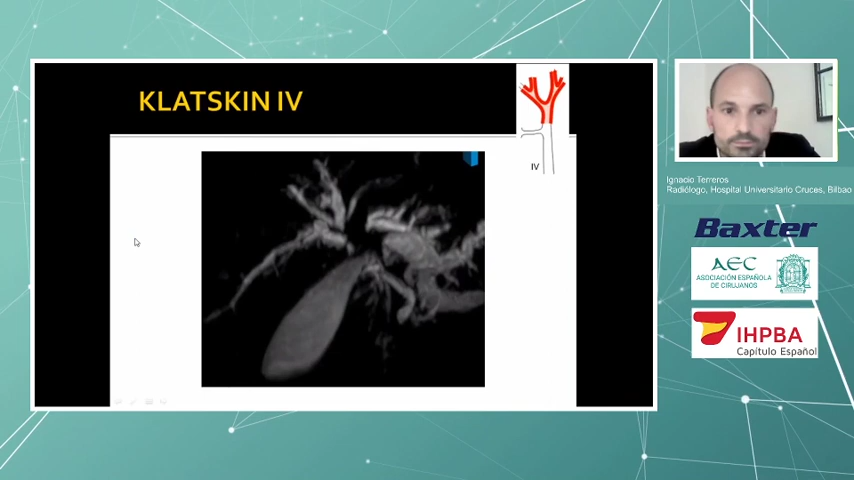 KLATSKIN IV
IV
Ignacio Terreros
Radiólogo, Hospital Universitario Cruces, Bilbao
Baxter
AEC
ASOCIACIÓN ESPAÑOLA
DE CIRUJANOS
IHPBA
Capítulo Español